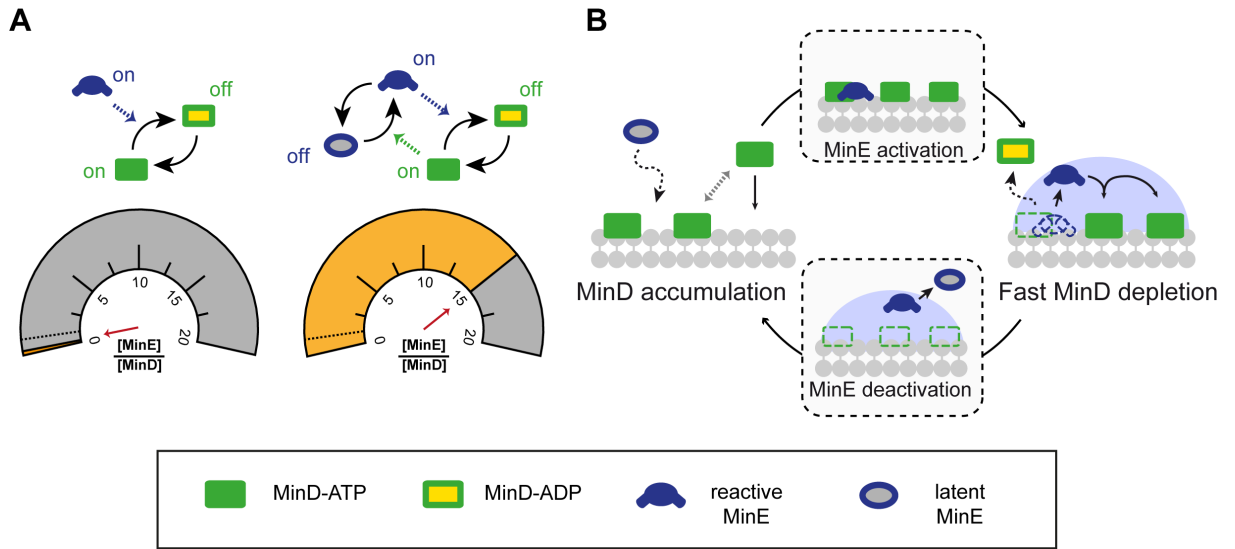 A
B
on
off
on
on
off
off
on
0
5
10
15
20
[MinE]
[MinD]
0
5
10
15
20
[MinE]
[MinD]
MinE activation
MinD accumulation
Fast MinD depletion
MinE deactivation
MinD-ATP
MinD-ADP
reactive
MinE
latent
MinE